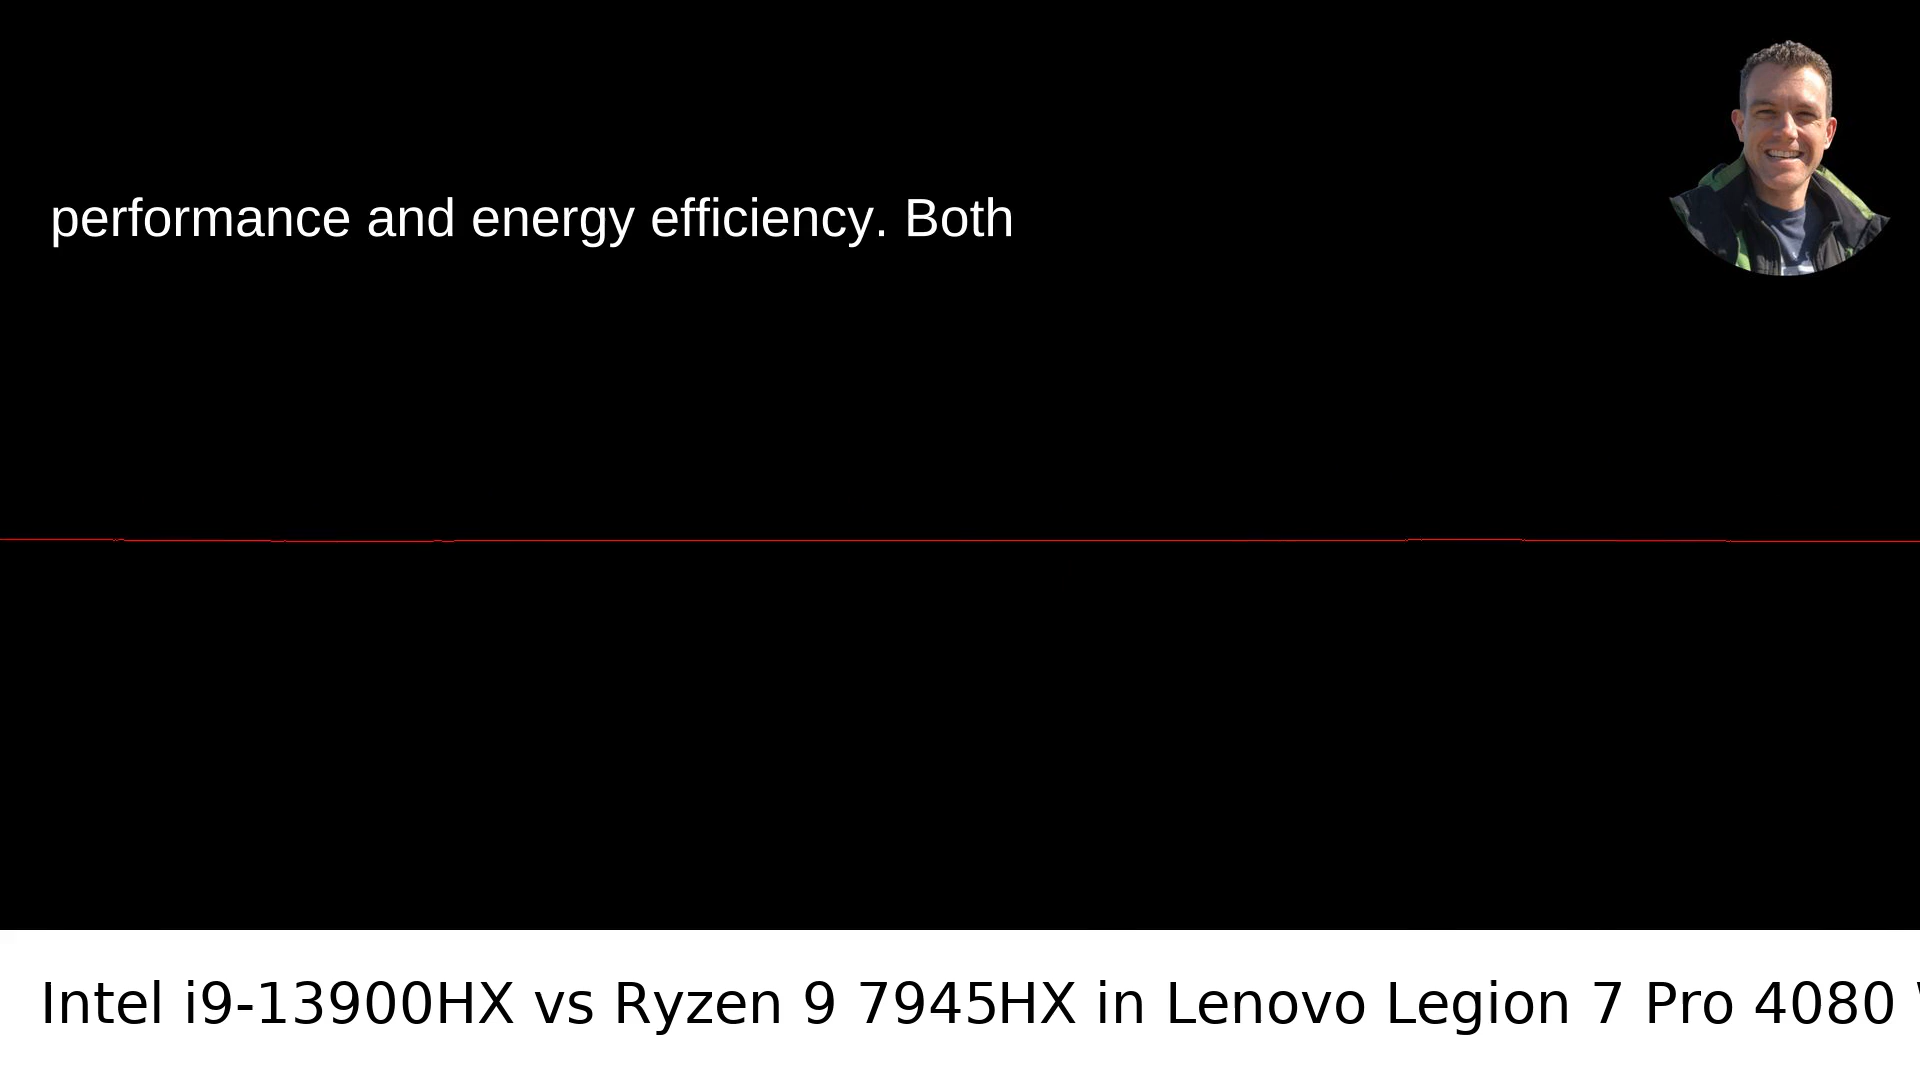 performance and energy efficiency. Both
Intel i9-13900HX vs Ryzen 9 7945HX in Lenovo Legion 7 Pro 4080